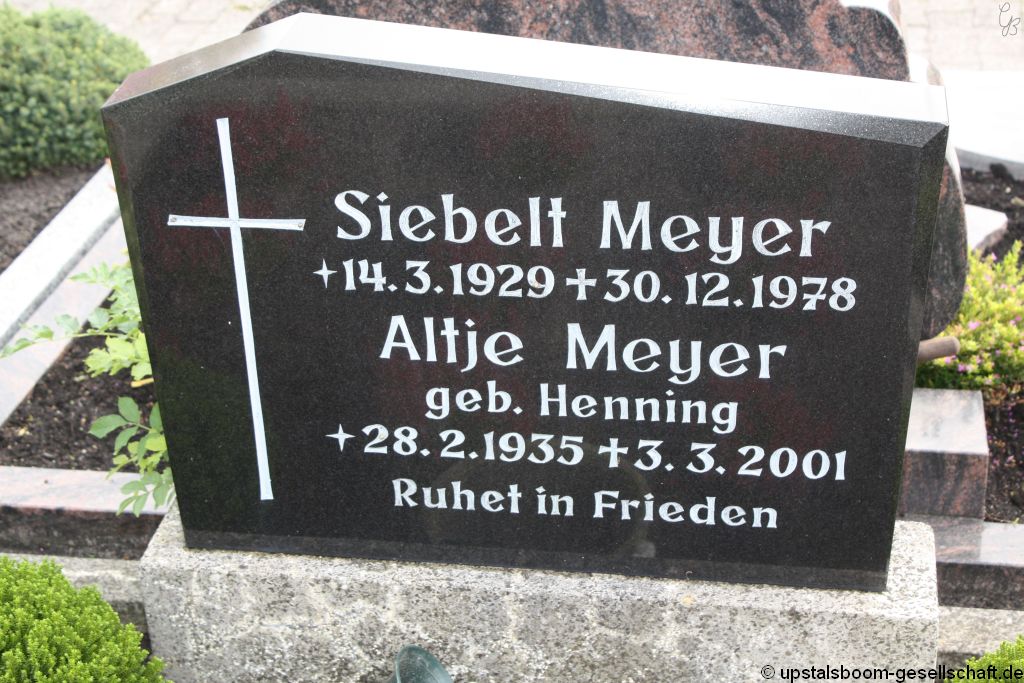 Siebelt Meyer
✦14.3.1929 ✝ 30.12.1978
Altje Meyer
geb. Henning
✦28.2.1935 ✝ 3.3.2001
Ruhet in Frieden
© upstalsboom-gesellschaft.de